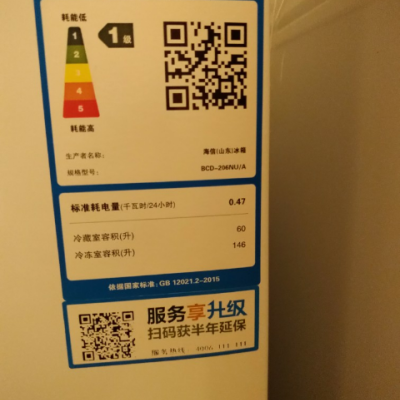 耗能低
1
2
3
4
5
1级
耗能高
生产者名称:
海信(山东)冰箱
规格型号:
BCD-206NU/A
标准耗电量(千瓦时/24小时)
0.47
冷藏室容积(升)
60
冷冻室容积(升)
146
依据国家标准: GB 12021.2-2015
服务享升级
扫码获半年延保
服务热线